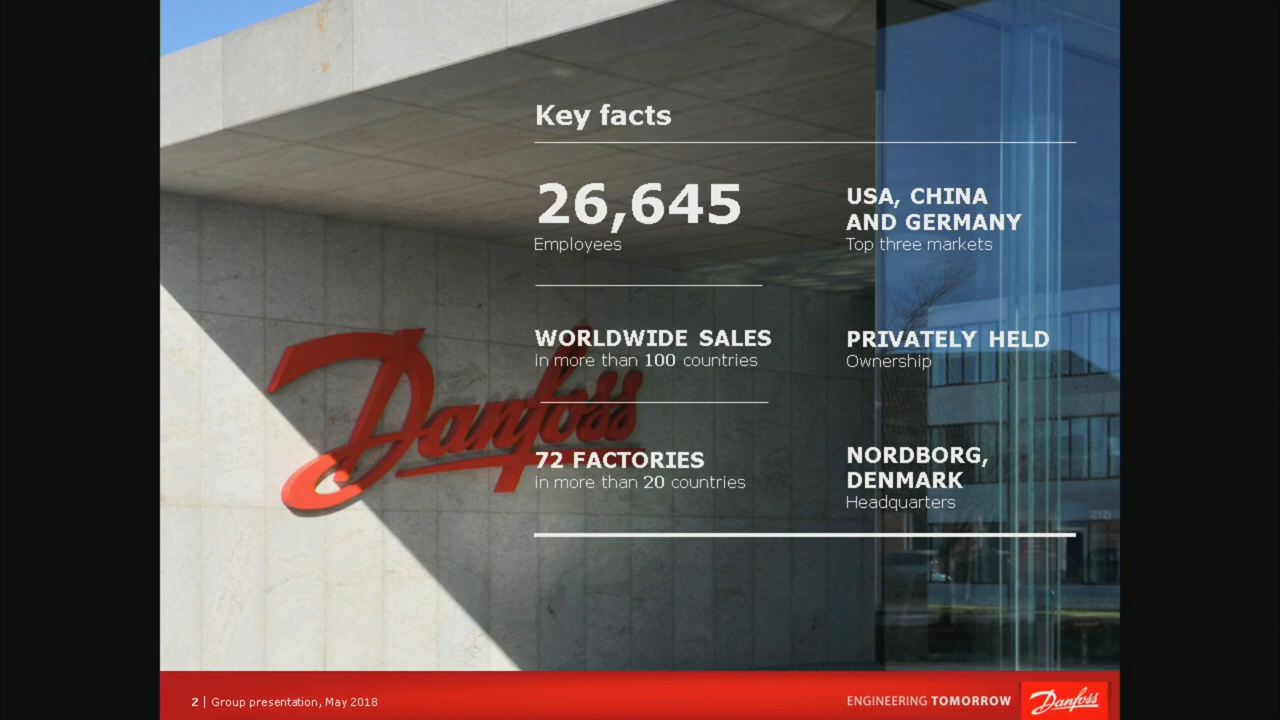 Key facts
26,645
Employees
USA, CHINA
AND GERMANY
Top three markets
WORLDWIDE SALES
in more than 100 countries
PRIVATELY HELD
Ownership
Danfoss
72 FACTORIES
in more than 20 countries
NORDBORG,
DENMARK
Headquarters
2 | Group presentation, May 2018
ENGINEERING TOMORROW
Danfoss